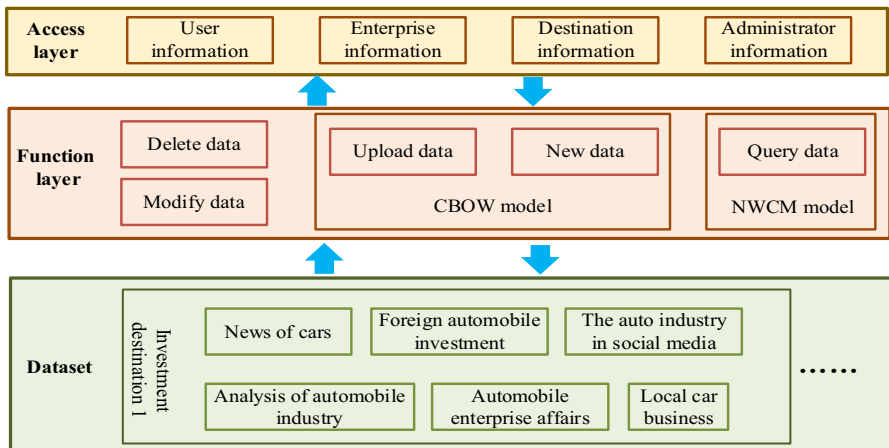 Access
layer
User
information
Enterprise
information
Destination
information
Administrator
information
Function
layer
Delete data
Modify data
Upload data
New data
CBOW model
Query data
NWCM model
Dataset
Investment
destination 1
News of cars
Foreign automobile
investment
The auto industry
in social media
Analysis of automobile
industry
Automobile
enterprise affairs
Local car
business
……